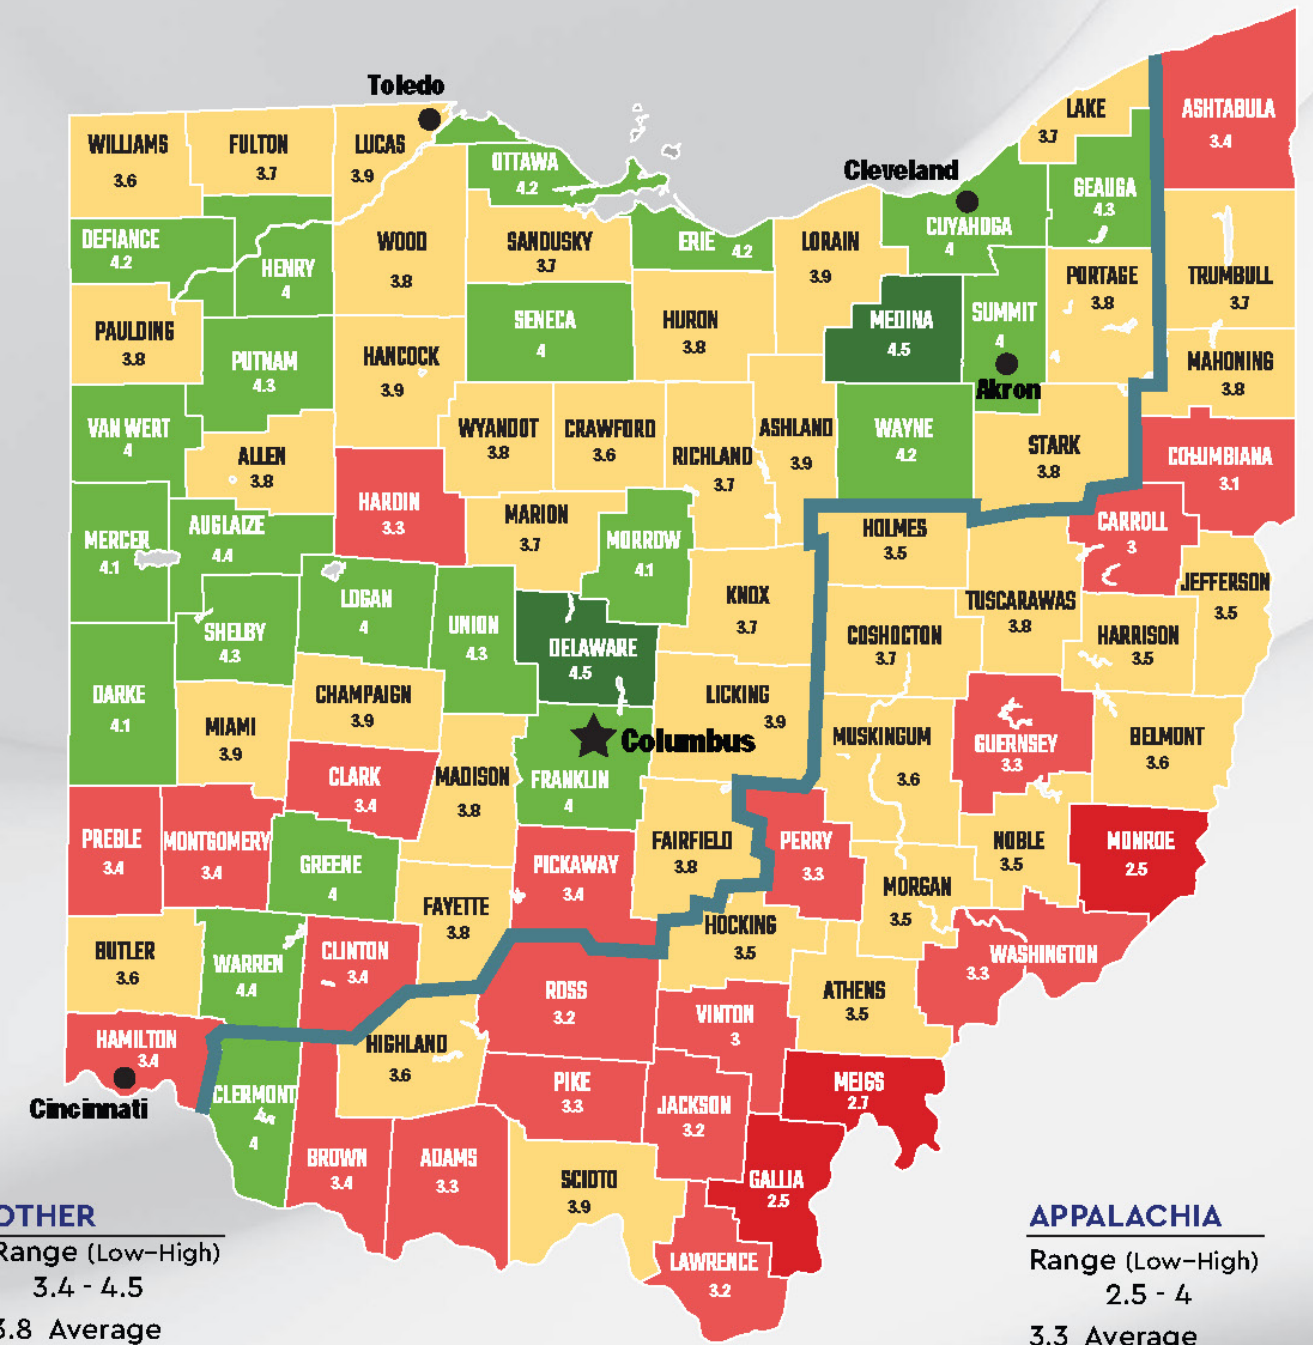 Toledo
WILLIAMS
3.6
FULTON
3.7
LUCAS
3.9
OTTAWA
4.2
Cleveland
LAKE
3.7
ASHTABULA
3.4
GEAUGA
4.3
CUYAHOGA
4
DEFIANCE
4.2
HENRY
4
WOOD
3.8
SANDUSKY
3.7
ERIE 4.2
LORAIN
3.9
PORTAGE
3.8
TRUMBULL
3.7
PAULDING
3.8
PUTNAM
4.3
HANCOCK
3.9
SENECA
4
HURON
3.8
MEDINA
4.5
SUMMIT
4
Akron
MAHONING
3.8
VAN WERT
4
ALLEN
3.8
WYANDOT
3.8
CRAWFORD
3.6
RICHLAND
3.7
ASHLAND
3.9
WAYNE
4.2
STARK
3.8
COLUMBIANA
3.1
HARDIN
3.3
MERCER
4.1
AUGLAIZE
4.4
MARION
3.7
MORROW
4.1
HOLMES
3.5
CARROLL
3
JEFFERSON
3.5
SHELBY
4.3
LOGAN
4
UNION
4.3
DELAWARE
4.5
KNOX
3.7
COSHOCTON
3.7
TUSCARAWAS
3.8
HARRISON
3.5
DARKE
4.1
MIAMI
3.9
CHAMPAIGN
3.9
LICKING
3.9
Columbus
MUSKINGUM
3.6
GUERNSEY
3.3
BELMONT
3.6
CLARK
3.4
MADISON
3.8
FRANKLIN
4
PREBLE
3.4
MONTGOMERY
3.4
GREENE
4
FAYETTE
3.8
PICKAWAY
3.4
FAIRFIELD
3.8
PERRY
3.3
MORGAN
3.5
NOBLE
3.5
MONROE
2.5
BUTLER
3.6
WARREN
4.4
CLINTON
3.4
HOCKING
3.5
WASHINGTON
3.3
ROSS
3.2
VINTON
3
ATHENS
3.5
HAMILTON
3.4
Cincinnati
HIGHLAND
3.6
CLERMONT
4
PIKE
3.3
JACKSON
3.2
MEIGS
2.7
BROWN
3.4
ADAMS
3.3
SCIOTO
3.9
GALLIA
2.5
LAWRENCE
3.2
OTHER
Range (Low-High)
3.4 - 4.5
3.8 Average
APPALACHIA
Range (Low-High)
2.5 - 4
3.3 Average